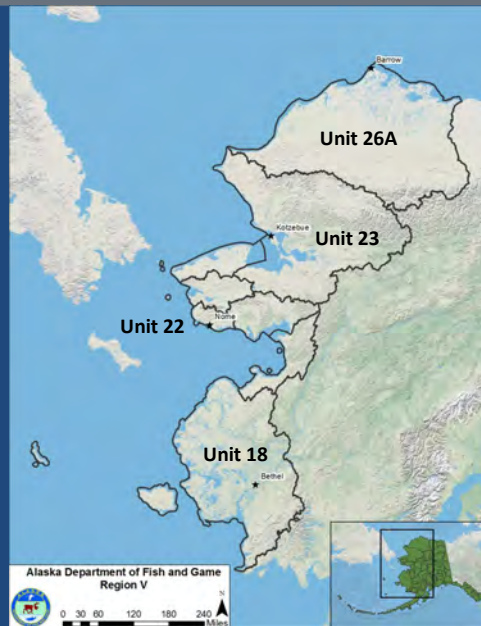 Barrow
Unit 26A
Kotzebue
Unit 23
Unit 22
Nome
Unit 18
Bethel
Alaska Department of Fish and Game
Region V
N
0 30 60 120 180 240
Miles